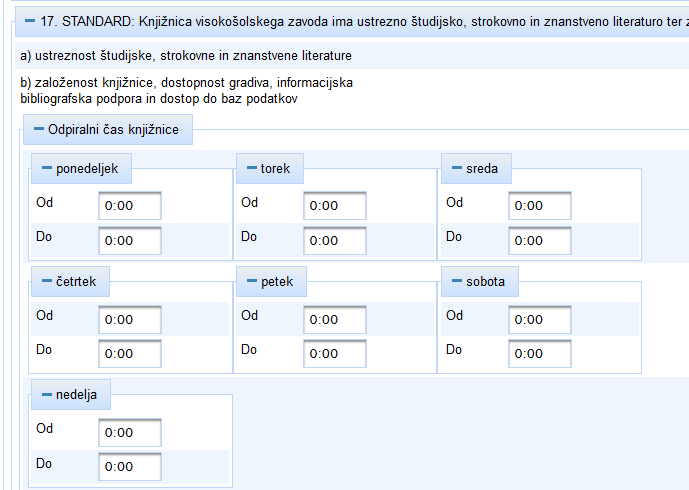 17. STANDARD: Knjižnica visokošolskega zavoda ima ustrezno študijsko, strokovno in znanstveno literaturo ter
a) ustreznost študijske, strokovne in znanstvene literature
b) založenost knjižnice, dostopnost gradiva, informacijska
bibliografska podpora in dostop do baz podatkov
Odpiralni čas knjižnice
ponedeljek torek sreda
Od 0:00 Od 0:00 Od 0:00
Do 0:00 Do 0:00 Do 0:00
četrtek petek sobota
Od 0:00 Od 0:00 Od 0:00
Do 0:00 Do 0:00 Do 0:00
nedelja
Od 0:00
Do 0:00